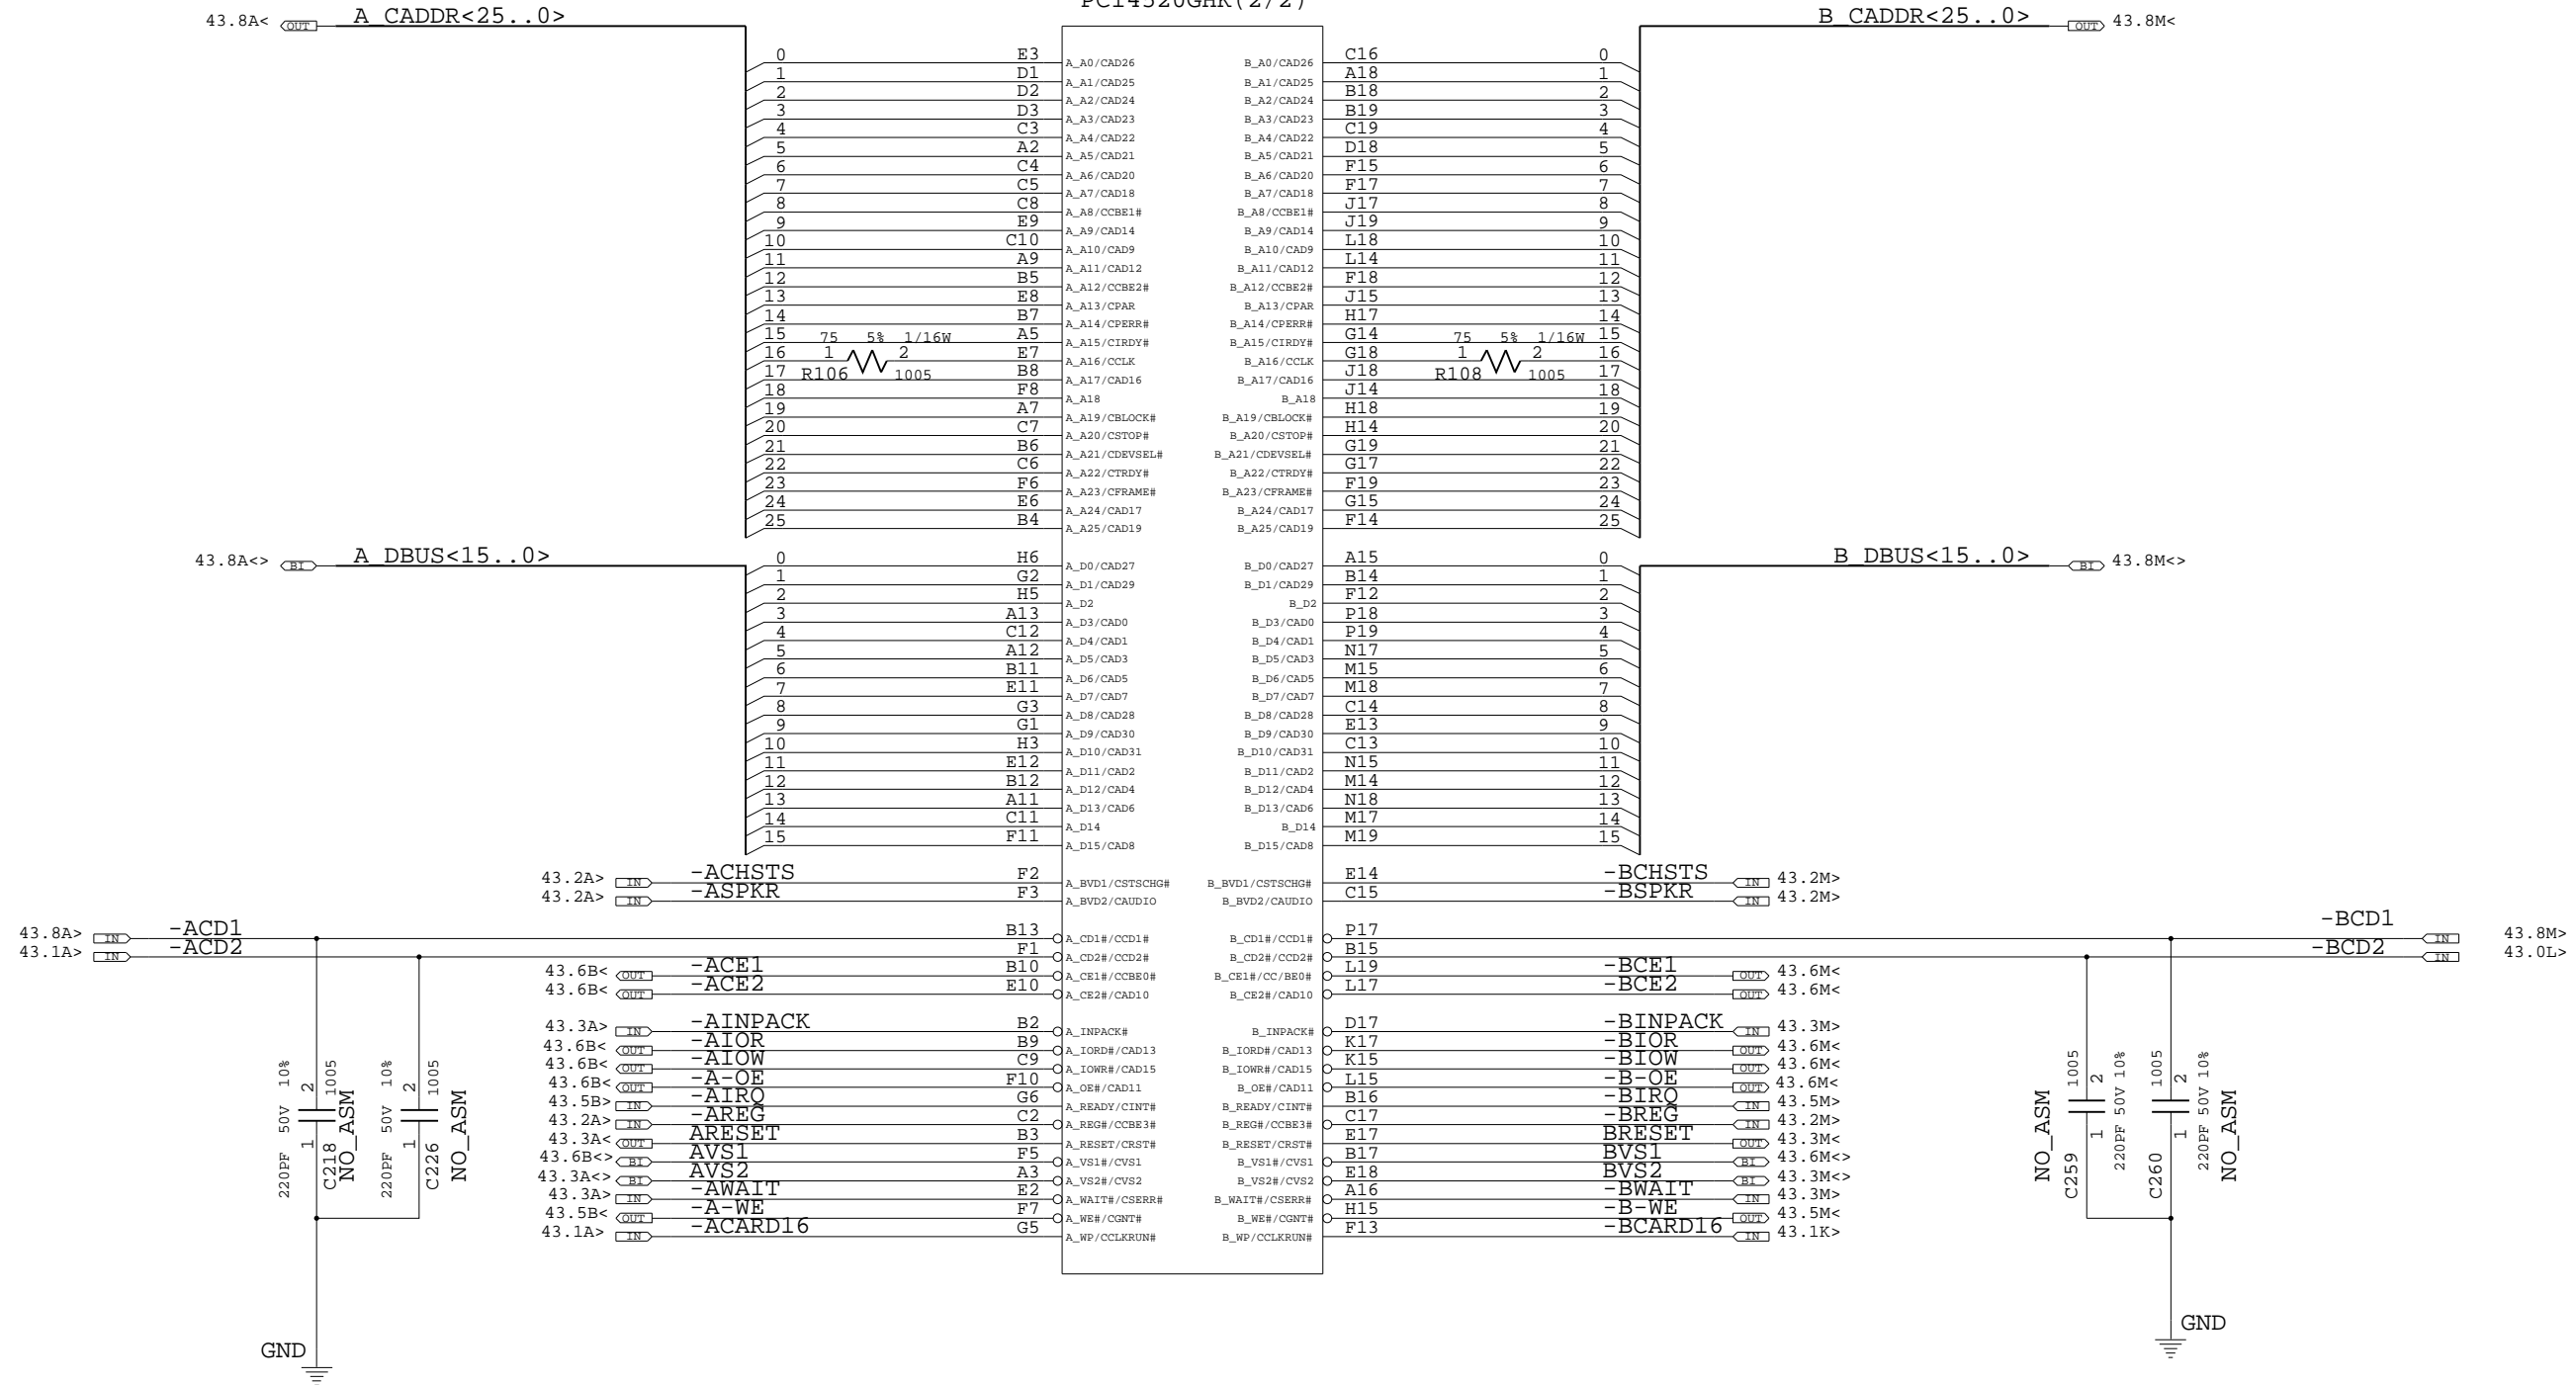 PCI4520GHK(2/2)
43.8A< OUT A_CADDR<25..0> B_CADDR<25..0> OUT 43.8M<
0 E3 A_A0/CAD26 B_A0/CAD26 C16 0
1 D1 A_A1/CAD25 B_A1/CAD25 A18 1
2 D2 A_A2/CAD24 B_A2/CAD24 B18 2
3 D3 A_A3/CAD23 B_A3/CAD23 B19 3
4 C3 A_A4/CAD22 B_A4/CAD22 C19 4
5 A2 A_A5/CAD21 B_A5/CAD21 D18 5
6 C4 A_A6/CAD20 B_A6/CAD20 F15 6
7 C5 A_A7/CAD18 B_A7/CAD18 F17 7
8 C8 A_A8/CCBE1# B_A8/CCBE1# J17 8
9 E9 A_A9/CAD14 B_A9/CAD14 J19 9
10 C10 A_A10/CAD9 B_A10/CAD9 L18 10
11 A9 A_A11/CAD12 B_A11/CAD12 L14 11
12 B5 A_A12/CCBE2# B_A12/CCBE2# F18 12
13 E8 A_A13/CPAR B_A13/CPAR J15 13
14 B7 A_A14/CPERR# B_A14/CPERR# H17 14
15 75 5% 1/16W A5 A_A15/CIRDY# B_A15/CIRDY# G14 75 5% 1/16W 15
16 1 2 E7 A_A16/CCLK B_A16/CCLK G18 1 2 16
17 R106 1005 B8 A_A17/CAD16 B_A17/CAD16 J18 R108 1005 17
18 F8 A_A18 B_A18 J14 18
19 A7 A_A19/CBLOCK# B_A19/CBLOCK# H18 19
20 C7 A_A20/CSTOP# B_A20/CSTOP# H14 20
21 B6 A_A21/CDEVSEL# B_A21/CDEVSEL# G19 21
22 C6 A_A22/CTRDY# B_A22/CTRDY# G17 22
23 F6 A_A23/CFRAME# B_A23/CFRAME# F19 23
24 E6 A_A24/CAD17 B_A24/CAD17 G15 24
25 B4 A_A25/CAD19 B_A25/CAD19 F14 25
43.8A<> BI A_DBUS<15..0> B_DBUS<15..0> BI 43.8M<>
0 H6 A_D0/CAD27 B_D0/CAD27 A15 0
1 G2 A_D1/CAD29 B_D1/CAD29 B14 1
2 H5 A_D2 B_D2 F12 2
3 A13 A_D3/CAD0 B_D3/CAD0 P18 3
4 C12 A_D4/CAD1 B_D4/CAD1 P19 4
5 A12 A_D5/CAD3 B_D5/CAD3 N17 5
6 B11 A_D6/CAD5 B_D6/CAD5 M15 6
7 E11 A_D7/CAD7 B_D7/CAD7 M18 7
8 G3 A_D8/CAD28 B_D8/CAD28 C14 8
9 G1 A_D9/CAD30 B_D9/CAD30 E13 9
10 H3 A_D10/CAD31 B_D10/CAD31 C13 10
11 E12 A_D11/CAD2 B_D11/CAD2 N15 11
12 B12 A_D12/CAD4 B_D12/CAD4 M14 12
13 A11 A_D13/CAD6 B_D13/CAD6 N18 13
14 C11 A_D14 B_D14 M17 14
15 F11 A_D15/CAD8 B_D15/CAD8 M19 15
43.2A> IN -ACHSTS F2 A_BVD1/CSTSCHG# B_BVD1/CSTSCHG# E14 -BCHSTS IN 43.2M>
43.2A> IN -ASPKR F3 A_BVD2/CAUDIO B_BVD2/CAUDIO C15 -BSPKR IN 43.2M>
43.8A> IN -ACD1 B13 A_CD1#/CCD1# B_CD1#/CCD1# P17 -BCD1 IN 43.8M>
43.1A> IN -ACD2 F1 A_CD2#/CCD2# B_CD2#/CCD2# B15 -BCD2 IN 43.0L>
43.6B< OUT -ACE1 B10 A_CE1#/CCBE0# B_CE1#/CC/BE0# L19 -BCE1 OUT 43.6M<
43.6B< OUT -ACE2 E10 A_CE2#/CAD10 B_CE2#/CAD10 L17 -BCE2 OUT 43.6M<
43.3A> IN -AINPACK B2 A_INPACK# B_INPACK# D17 -BINPACK IN 43.3M>
43.6B< OUT -AIOR B9 A_IORD#/CAD13 B_IORD#/CAD13 K17 -BIOR OUT 43.6M<
43.6B< OUT -AIOW C9 A_IOWR#/CAD15 B_IOWR#/CAD15 K15 -BIOW OUT 43.6M<
43.6B< OUT -A-OE F10 A_OE#/CAD11 B_OE#/CAD11 L15 -B-OE OUT 43.6M<
43.5B> IN -AIRQ G6 A_READY/CINT# B_READY/CINT# B16 -BIRQ IN 43.5M>
43.2A> IN -AREG C2 A_REG#/CCBE3# B_REG#/CCBE3# C17 -BREG IN 43.2M>
43.3A< OUT ARESET B3 A_RESET/CRST# B_RESET/CRST# E17 BRESET OUT 43.3M<
43.6B<> BI AVS1 F5 A_VS1#/CVS1 B_VS1#/CVS1 B17 BVS1 BI 43.6M<>
43.3A<> BI AVS2 A3 A_VS2#/CVS2 B_VS2#/CVS2 E18 BVS2 BI 43.3M<>
43.3A> IN -AWAIT E2 A_WAIT#/CSERR# B_WAIT#/CSERR# A16 -BWAIT IN 43.3M>
43.5B< OUT -A-WE F7 A_WE#/CGNT# B_WE#/CGNT# H15 -B-WE OUT 43.5M<
43.1A> IN -ACARD16 G5 A_WP/CCLKRUN# B_WP/CCLKRUN# F13 -BCARD16 IN 43.1K>
220PF 50V 10%
1 2
C218 1005
NO_ASM
220PF 50V 10%
1 2
C226 1005
NO_ASM
NO_ASM
C259 1005
1 2
220PF 50V 10%
C260 1005
1 2
220PF 50V 10%
NO_ASM
GND
GND